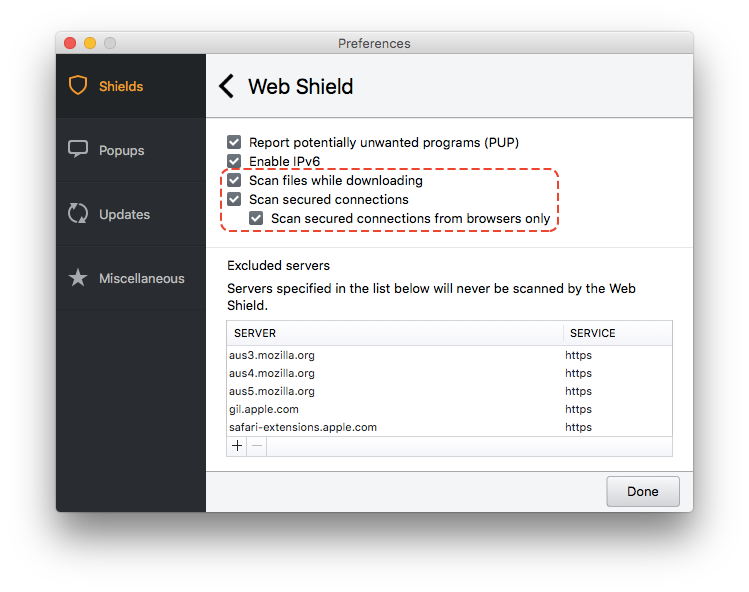 Preferences
Shields
Web Shield
Popups
Updates
Miscellaneous
Report potentially unwanted programs (PUP)
Enable IPv6
Scan files while downloading
Scan secured connections
Scan secured connections from browsers only
Excluded servers
Servers specified in the list below will never be scanned by the Web
Shield.
SERVER SERVICE
aus3.mozilla.org https
aus4.mozilla.org https
aus5.mozilla.org https
gil.apple.com https
safari-extensions.apple.com https
Done